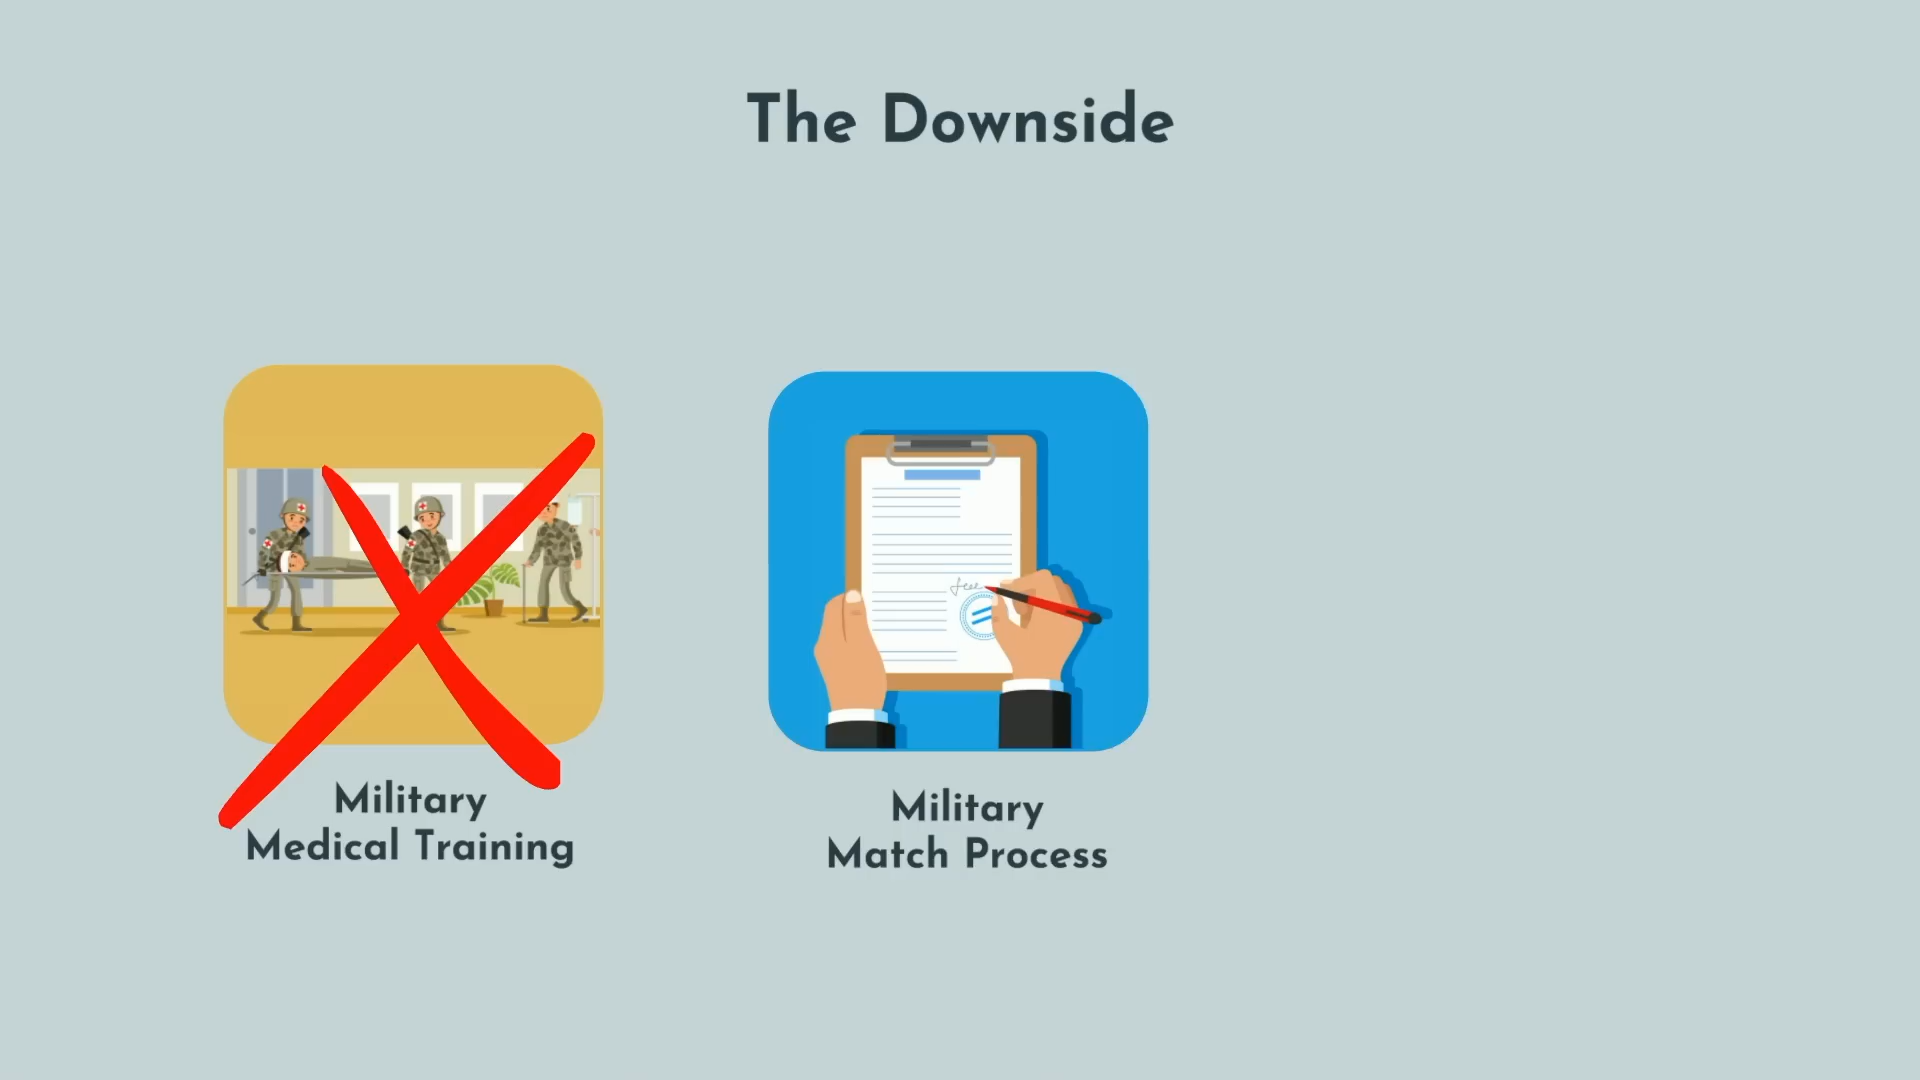 The Downside
Military
Medical Training
Military
Match Process